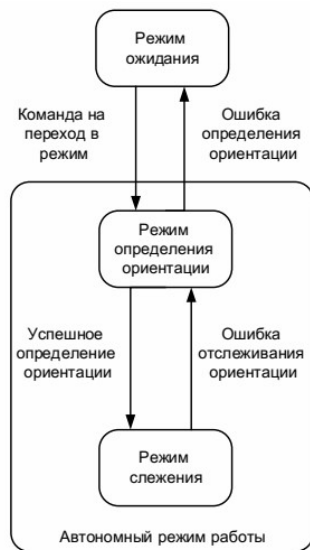 Режим
ожидания
Команда на
переход в
режим
Ошибка
определения
ориентации
Режим
определения
ориентации
Успешное
определение
ориентации
Ошибка
отслеживания
ориентации
Режим
слежения
Автономный режим работы